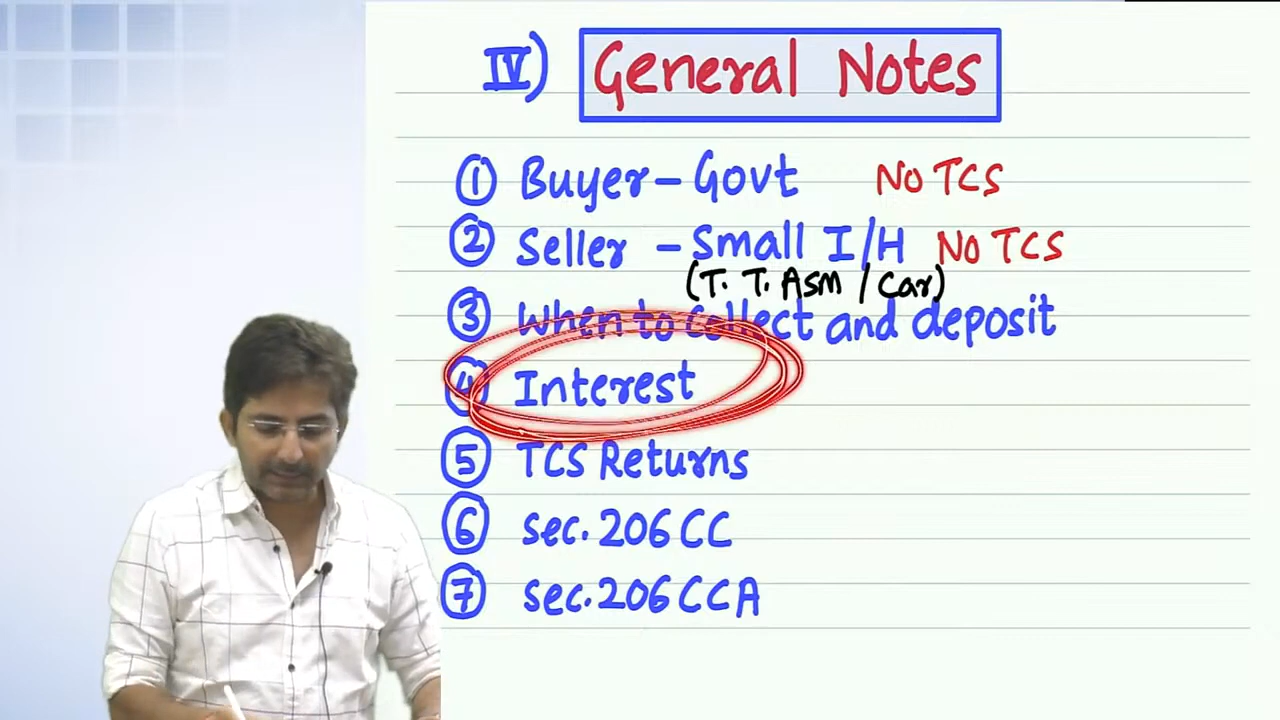 IV) General Notes
① Buyer – Govt No TCS
② Seller – Small I/H No TCS
(T. T. ASM / Car)
③ When to collect and deposit
④ Interest
⑤ TCS Returns
⑥ Sec. 206 CC
⑦ Sec. 206 CCA